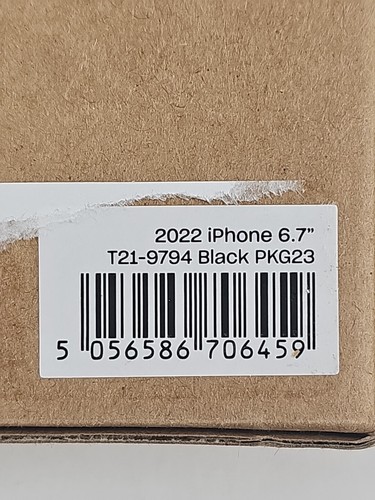 2022 iPhone 6.7”
T21-9794 Black PKG23
5 056586 706459